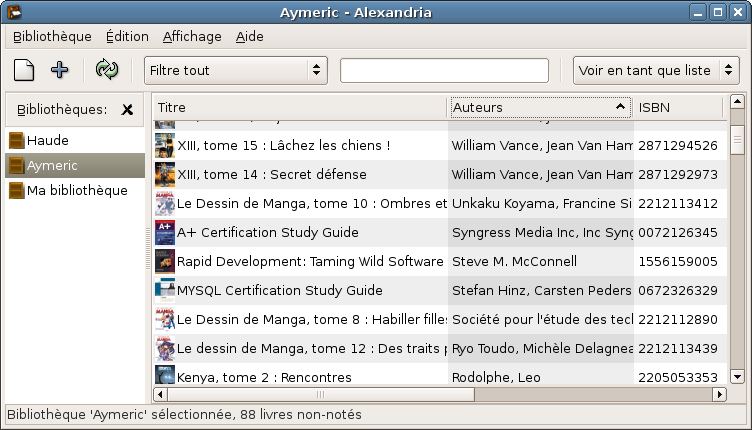 Aymeric - Alexandria
Bibliothèque Édition Affichage Aide
Filtre tout Voir en tant que liste
Bibliothèques:
Haude
Aymeric
Ma bibliothèque
Titre Auteurs ISBN
XIII, tome 15 : Lâchez les chiens ! William Vance, Jean Van Ham 2871294526
XIII, tome 14 : Secret défense William Vance, Jean Van Ham 2871292973
Le Dessin de Manga, tome 10 : Ombres et Unkaku Koyama, Francine Si 2212113412
A+ Certification Study Guide Syngress Media Inc, Inc Syng 0072126345
Rapid Development: Taming Wild Software Steve M. McConnell 1556159005
MYSQL Certification Study Guide Stefan Hinz, Carsten Peders 0672326329
Le Dessin de Manga, tome 8 : Habiller filles Société pour l'étude des tech 2212112890
Le dessin de Manga, tome 12 : Des traits p Ryo Toudo, Michèle Delagnea 2212113439
Kenya, tome 2 : Rencontres Rodolphe, Leo 2205053353
Bibliothèque 'Aymeric' sélectionnée, 88 livres non-notés